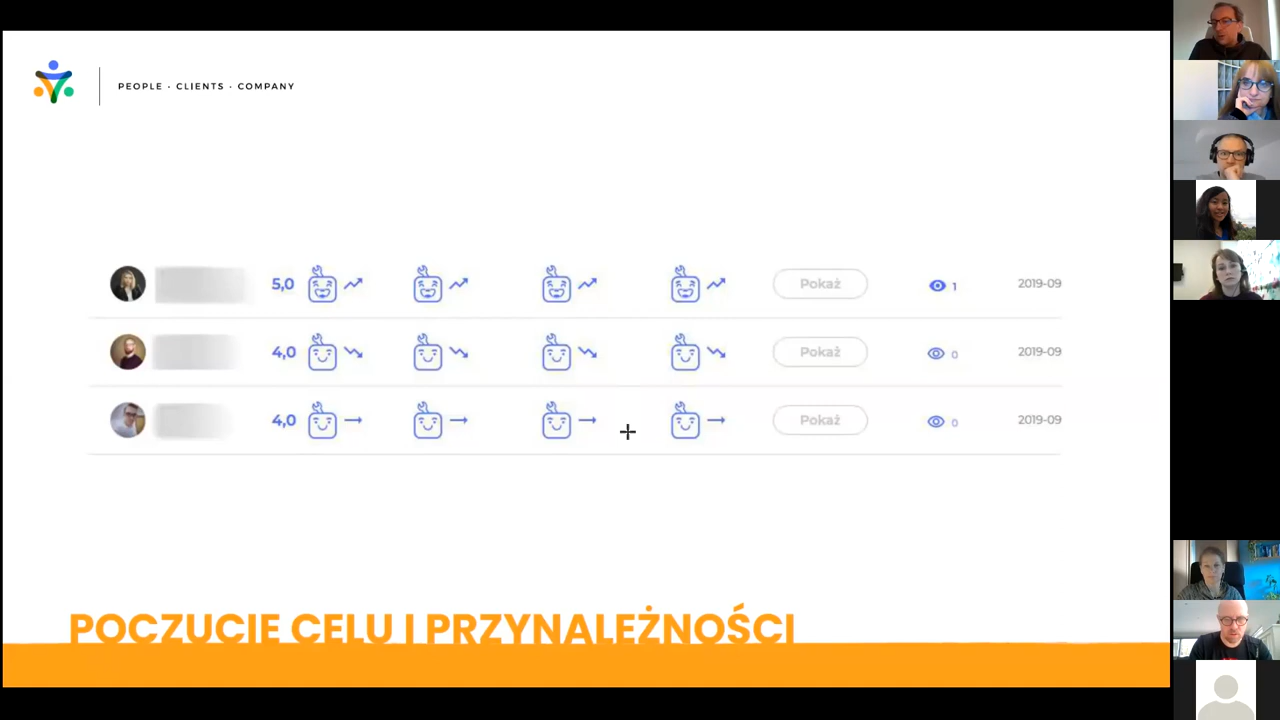 PEOPLE · CLIENTS · COMPANY
5,0 Pokaż 1 2019-09
4,0 Pokaż 0 2019-09
4,0 Pokaż 0 2019-09
POCZUCIE CELU I PRZYNALEŻNOŚCI